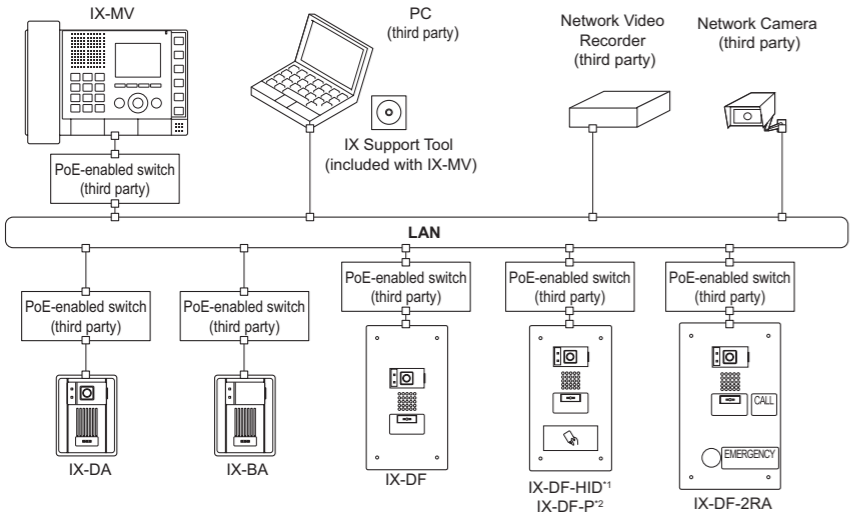 IX-MV
PC
(third party)
Network Video
Recorder
(third party)
Network Camera
(third party)
IX Support Tool
(included with IX-MV)
PoE-enabled switch
(third party)
LAN
PoE-enabled switch
(third party)
PoE-enabled switch
(third party)
PoE-enabled switch
(third party)
PoE-enabled switch
(third party)
PoE-enabled switch
(third party)
CALL
EMERGENCY
IX-DA
IX-BA
IX-DF
IX-DF-HID*1
IX-DF-P*2
IX-DF-2RA